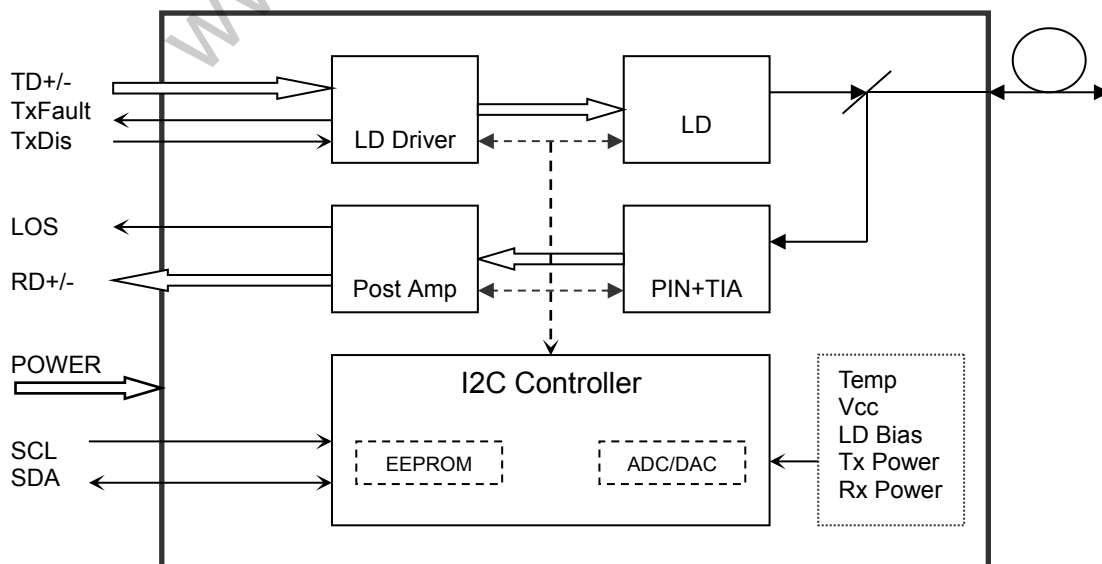 TD+/-
TxFault
TxDis
LD Driver
LD
LOS
RD+/-
Post Amp
PIN+TIA
POWER
I2C Controller
SCL
SDA
EEPROM
ADC/DAC
Temp
Vcc
LD Bias
Tx Power
Rx Power